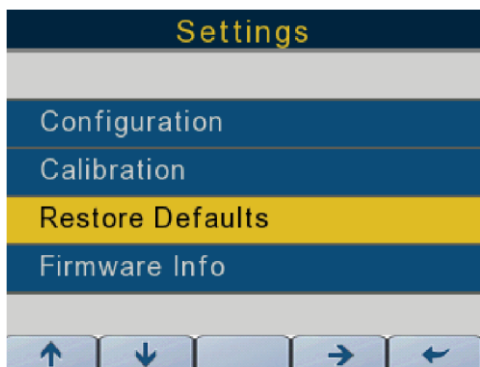 Settings
Configuration
Calibration
Restore Defaults
Firmware Info